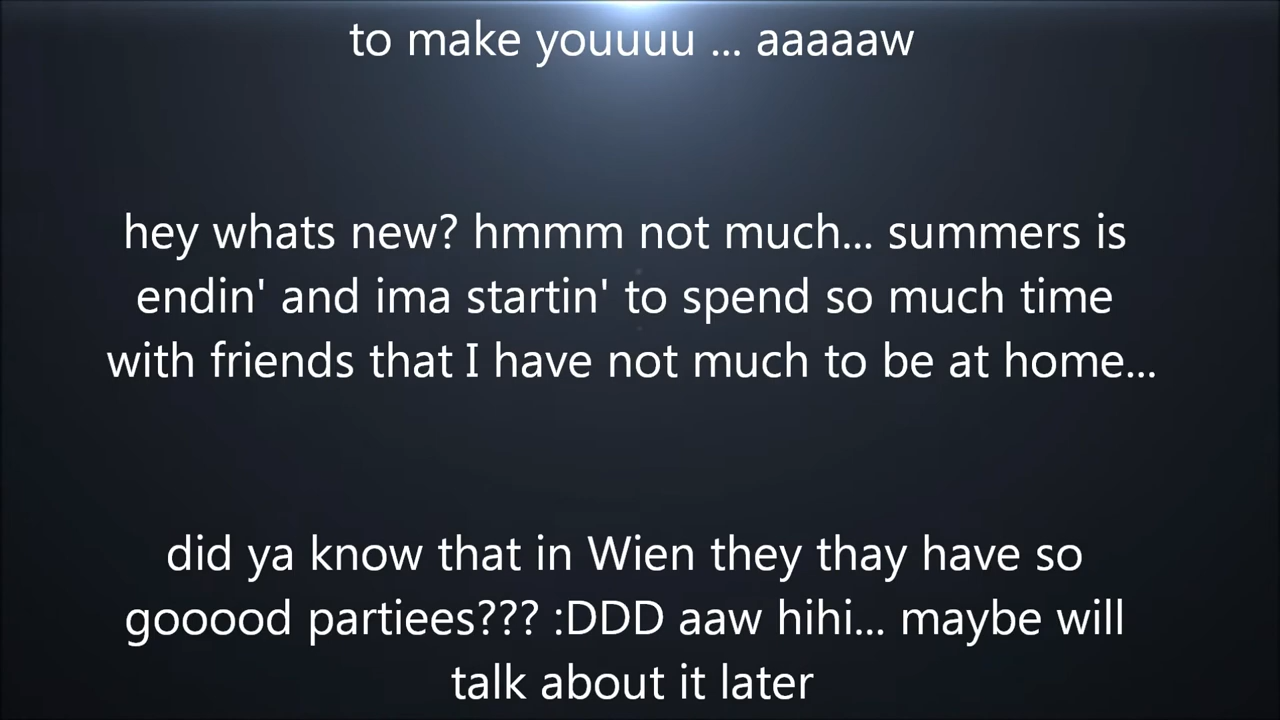 to make youuuu ... aaaaaw
hey whats new? hmmm not much... summers is
endin' and ima startin' to spend so much time
with friends that I have not much to be at home...
did ya know that in Wien they thay have so
gooood partiees??? :DDD aaw hihi... maybe will
talk about it later